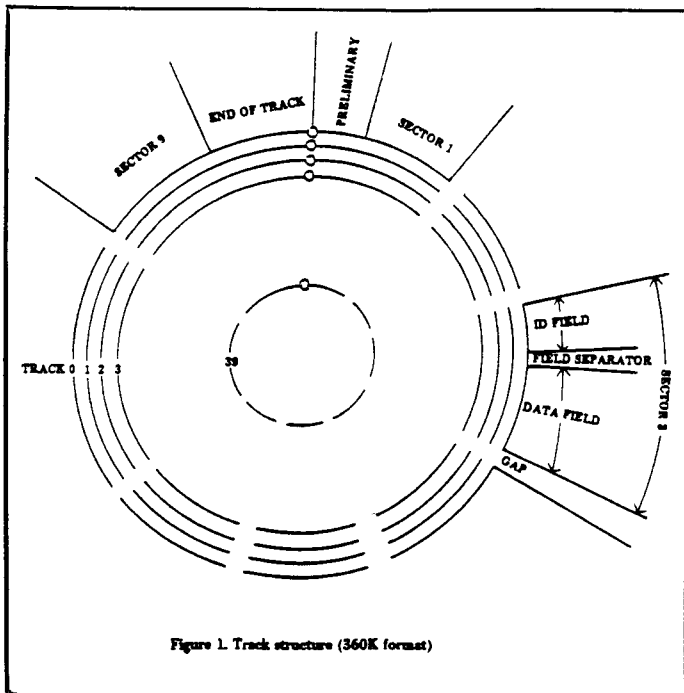 END OF TRACK
PRELIMINARY
SECTOR 9
SECTOR 1
ID FIELD
FIELD SEPARATOR
TRACK 0 1 2 3
39
DATA FIELD
SECTOR 3
GAP
Figure 1. Track structure (360K format)